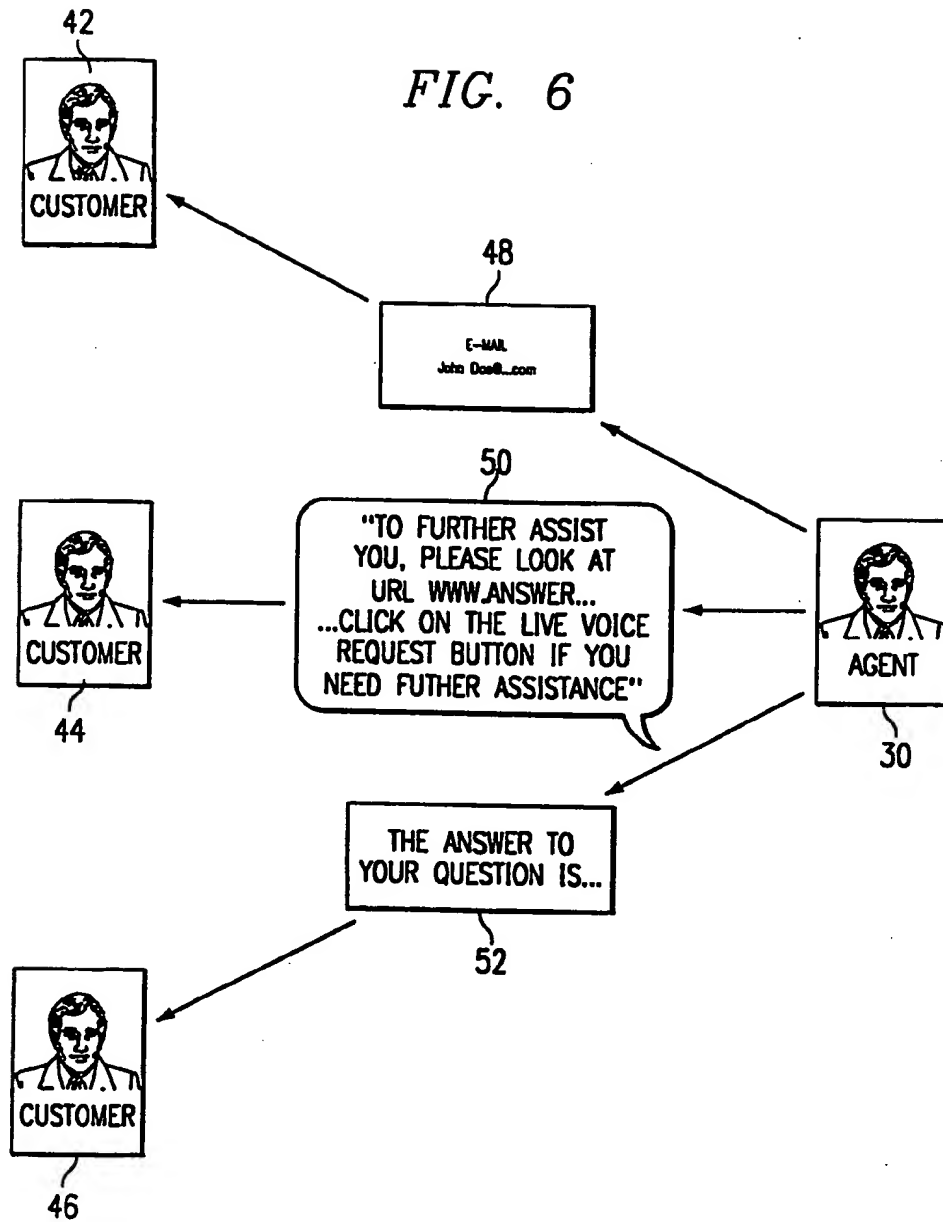 42
FIG. 6
CUSTOMER
48
E-MAIL
John Doe@...com
50
"TO FURTHER ASSIST
YOU, PLEASE LOOK AT
URL WWW.ANSWER...
...CLICK ON THE LIVE VOICE
REQUEST BUTTON IF YOU
NEED FUTHER ASSISTANCE"
CUSTOMER
44
AGENT
30
THE ANSWER TO
YOUR QUESTION IS...
52
CUSTOMER
46